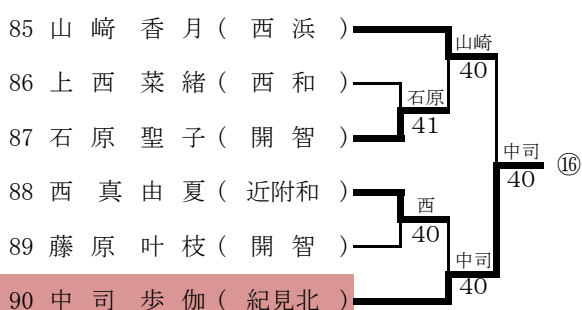 85 山 﨑 香 月 ( 西 浜 )
山崎
40
86 上 西 菜 緒 ( 西 和 )
石原
41
87 石 原 聖 子 ( 開 智 )
中司
40
⑯
88 西 真 由 夏 ( 近附和 )
西
40
89 藤 原 叶 枝 ( 開 智 )
中司
40
90 中 司 歩 伽 ( 紀見北 )